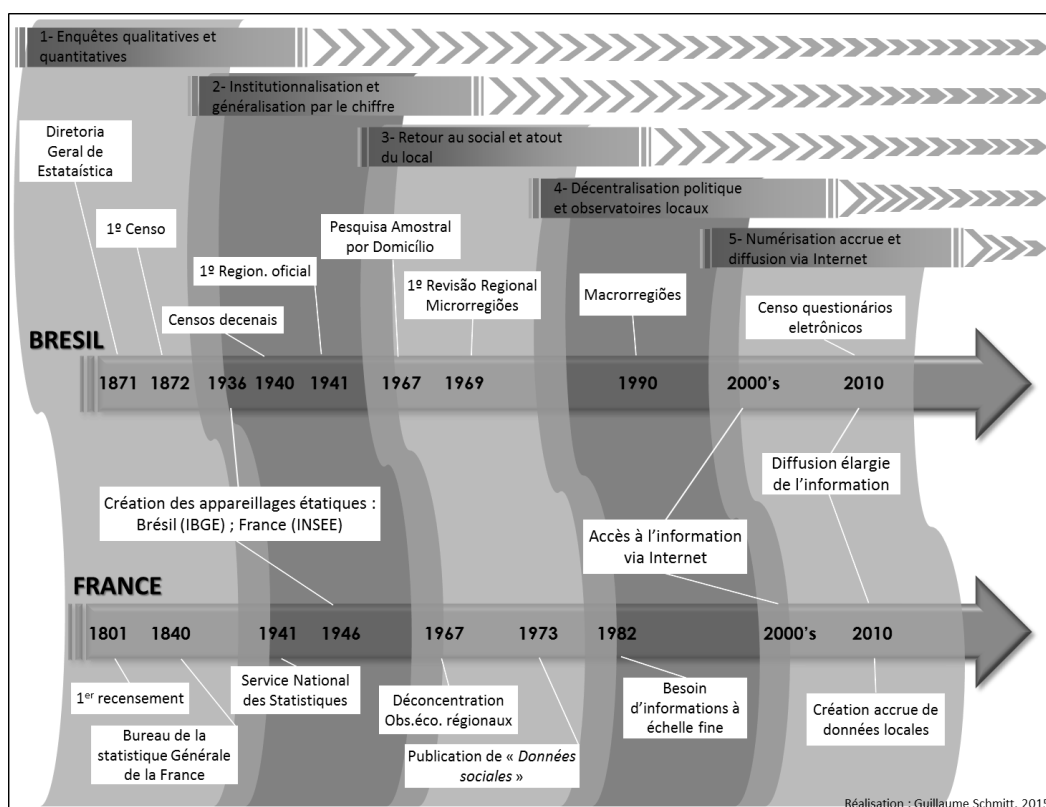 1- Enquêtes qualitatives et
quantitatives
2- Institutionnalisation et
généralisation par le chiffre
3- Retour au social et atout
du local
4- Décentralisation politique
et observatoires locaux
5- Numérisation accrue et
diffusion via Internet
Diretoria
Geral de
Estataística
1º Censo
Censos decenais
1º Region. oficial
Pesquisa Amostral
por Domicílio
1º Revisão Regional
Microrregiões
Macrorregiões
Censo questionários
eletrônicos
BRESIL
1871 1872 1936 1940 1941 1967 1969 1990 2000's 2010
Création des appareillages étatiques :
Brésil (IBGE) ; France (INSEE)
Accès à l'information
via Internet
Diffusion élargie
de l'information
FRANCE
1801 1840 1941 1946 1967 1973 1982 2000's 2010
1er recensement
Bureau de la
statistique Générale
de la France
Service National
des Statistiques
Déconcentration
Obs.éco. régionaux
Publication de « Données
sociales »
Besoin
d'informations à
échelle fine
Création accrue de
données locales
Réalisation : Guillaume Schmitt, 2015